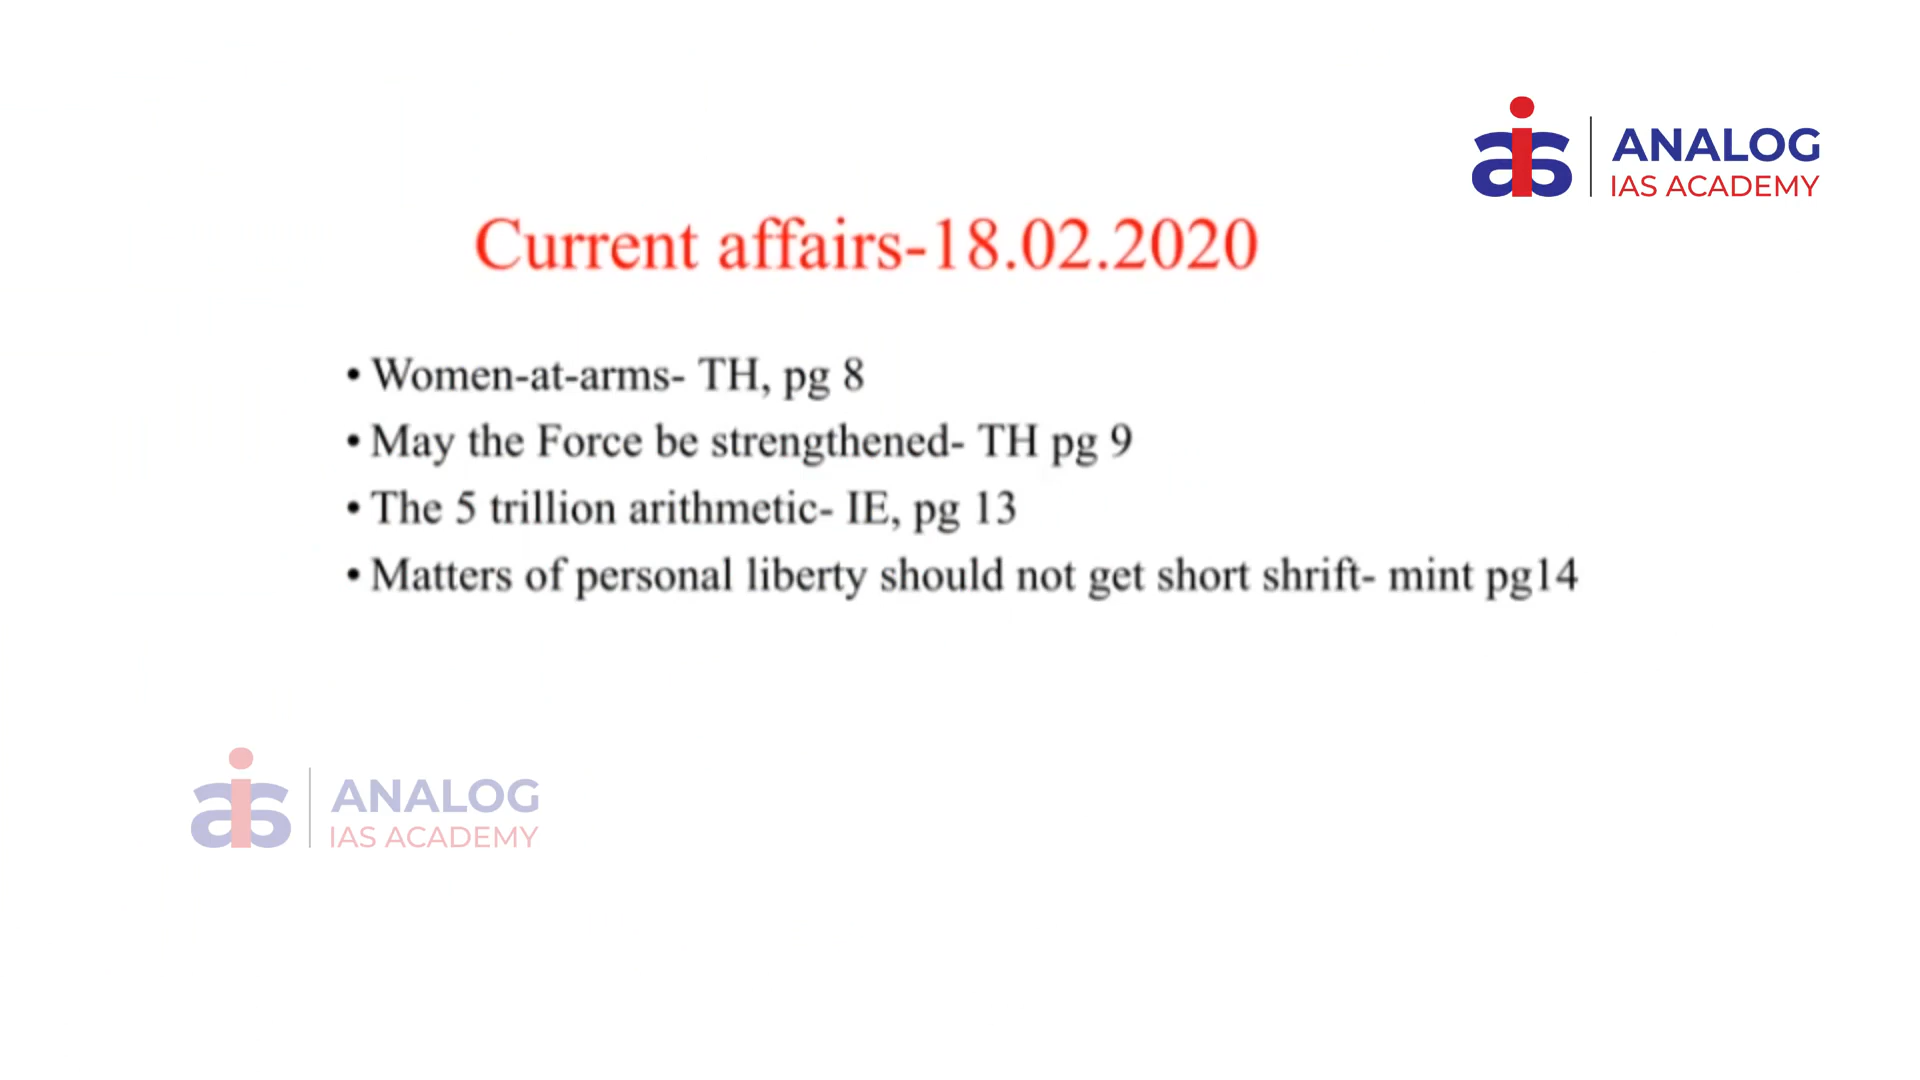 ANALOG
IAS ACADEMY
Current affairs-18.02.2020
• Women-at-arms- TH, pg 8
• May the Force be strengthened- TH pg 9
• The 5 trillion arithmetic- IE, pg 13
• Matters of personal liberty should not get short shrift- mint pg14
ANALOG
IAS ACADEMY